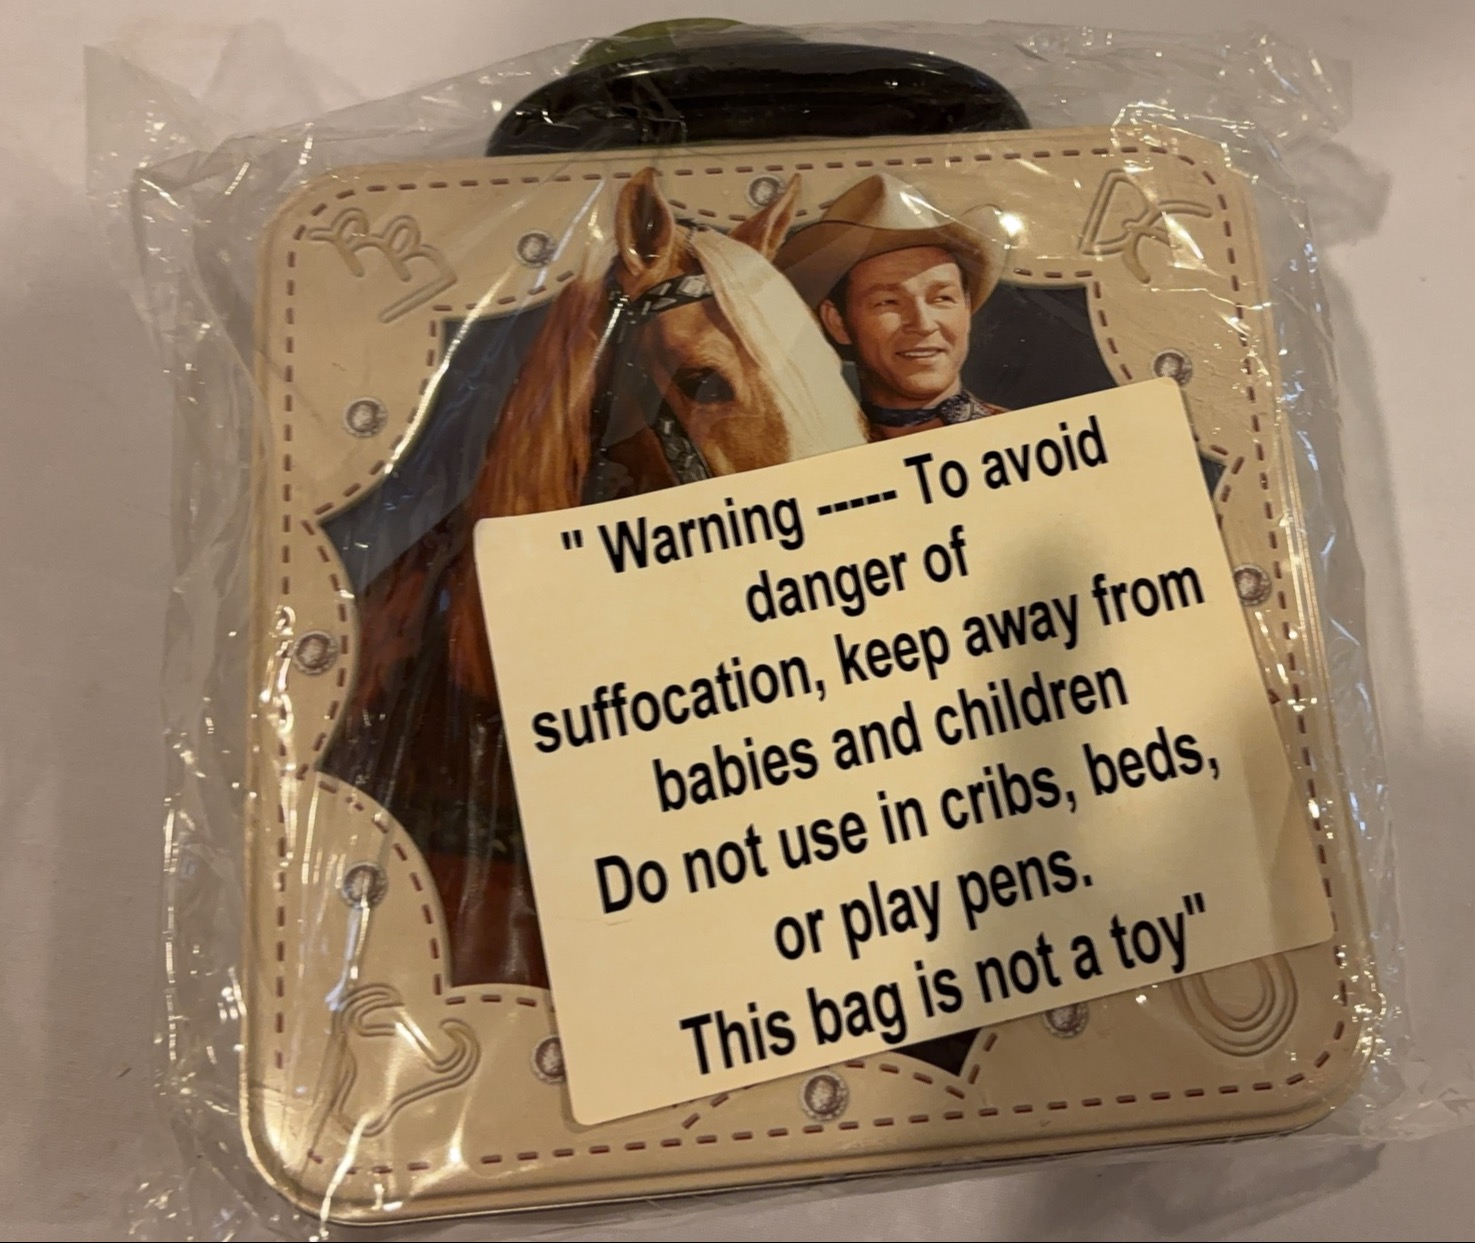 " Warning ----- To avoid
danger of
suffocation, keep away from
babies and children
Do not use in cribs, beds,
or play pens.
This bag is not a toy"